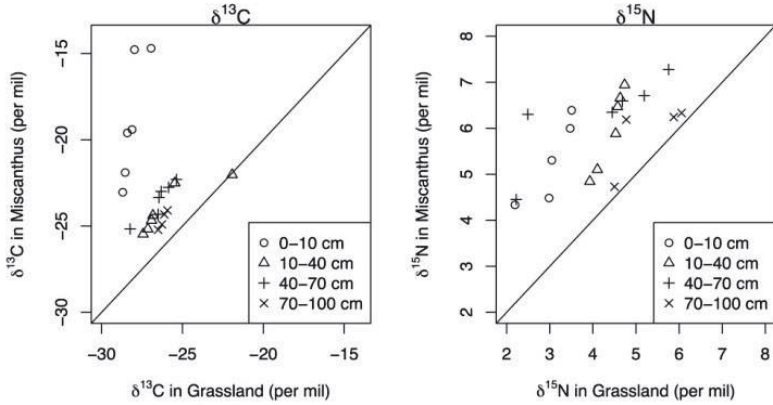 δ13C
δ13C in Miscanthus (per mil)
−15
−20
−25
−30
0−10 cm
10−40 cm
40−70 cm
70−100 cm
−30 −25 −20 −15
δ13C in Grassland (per mil)
δ15N
δ15N in Miscanthus (per mil)
8
7
6
5
4
3
2
0−10 cm
10−40 cm
40−70 cm
70−100 cm
2 3 4 5 6 7 8
δ15N in Grassland (per mil)